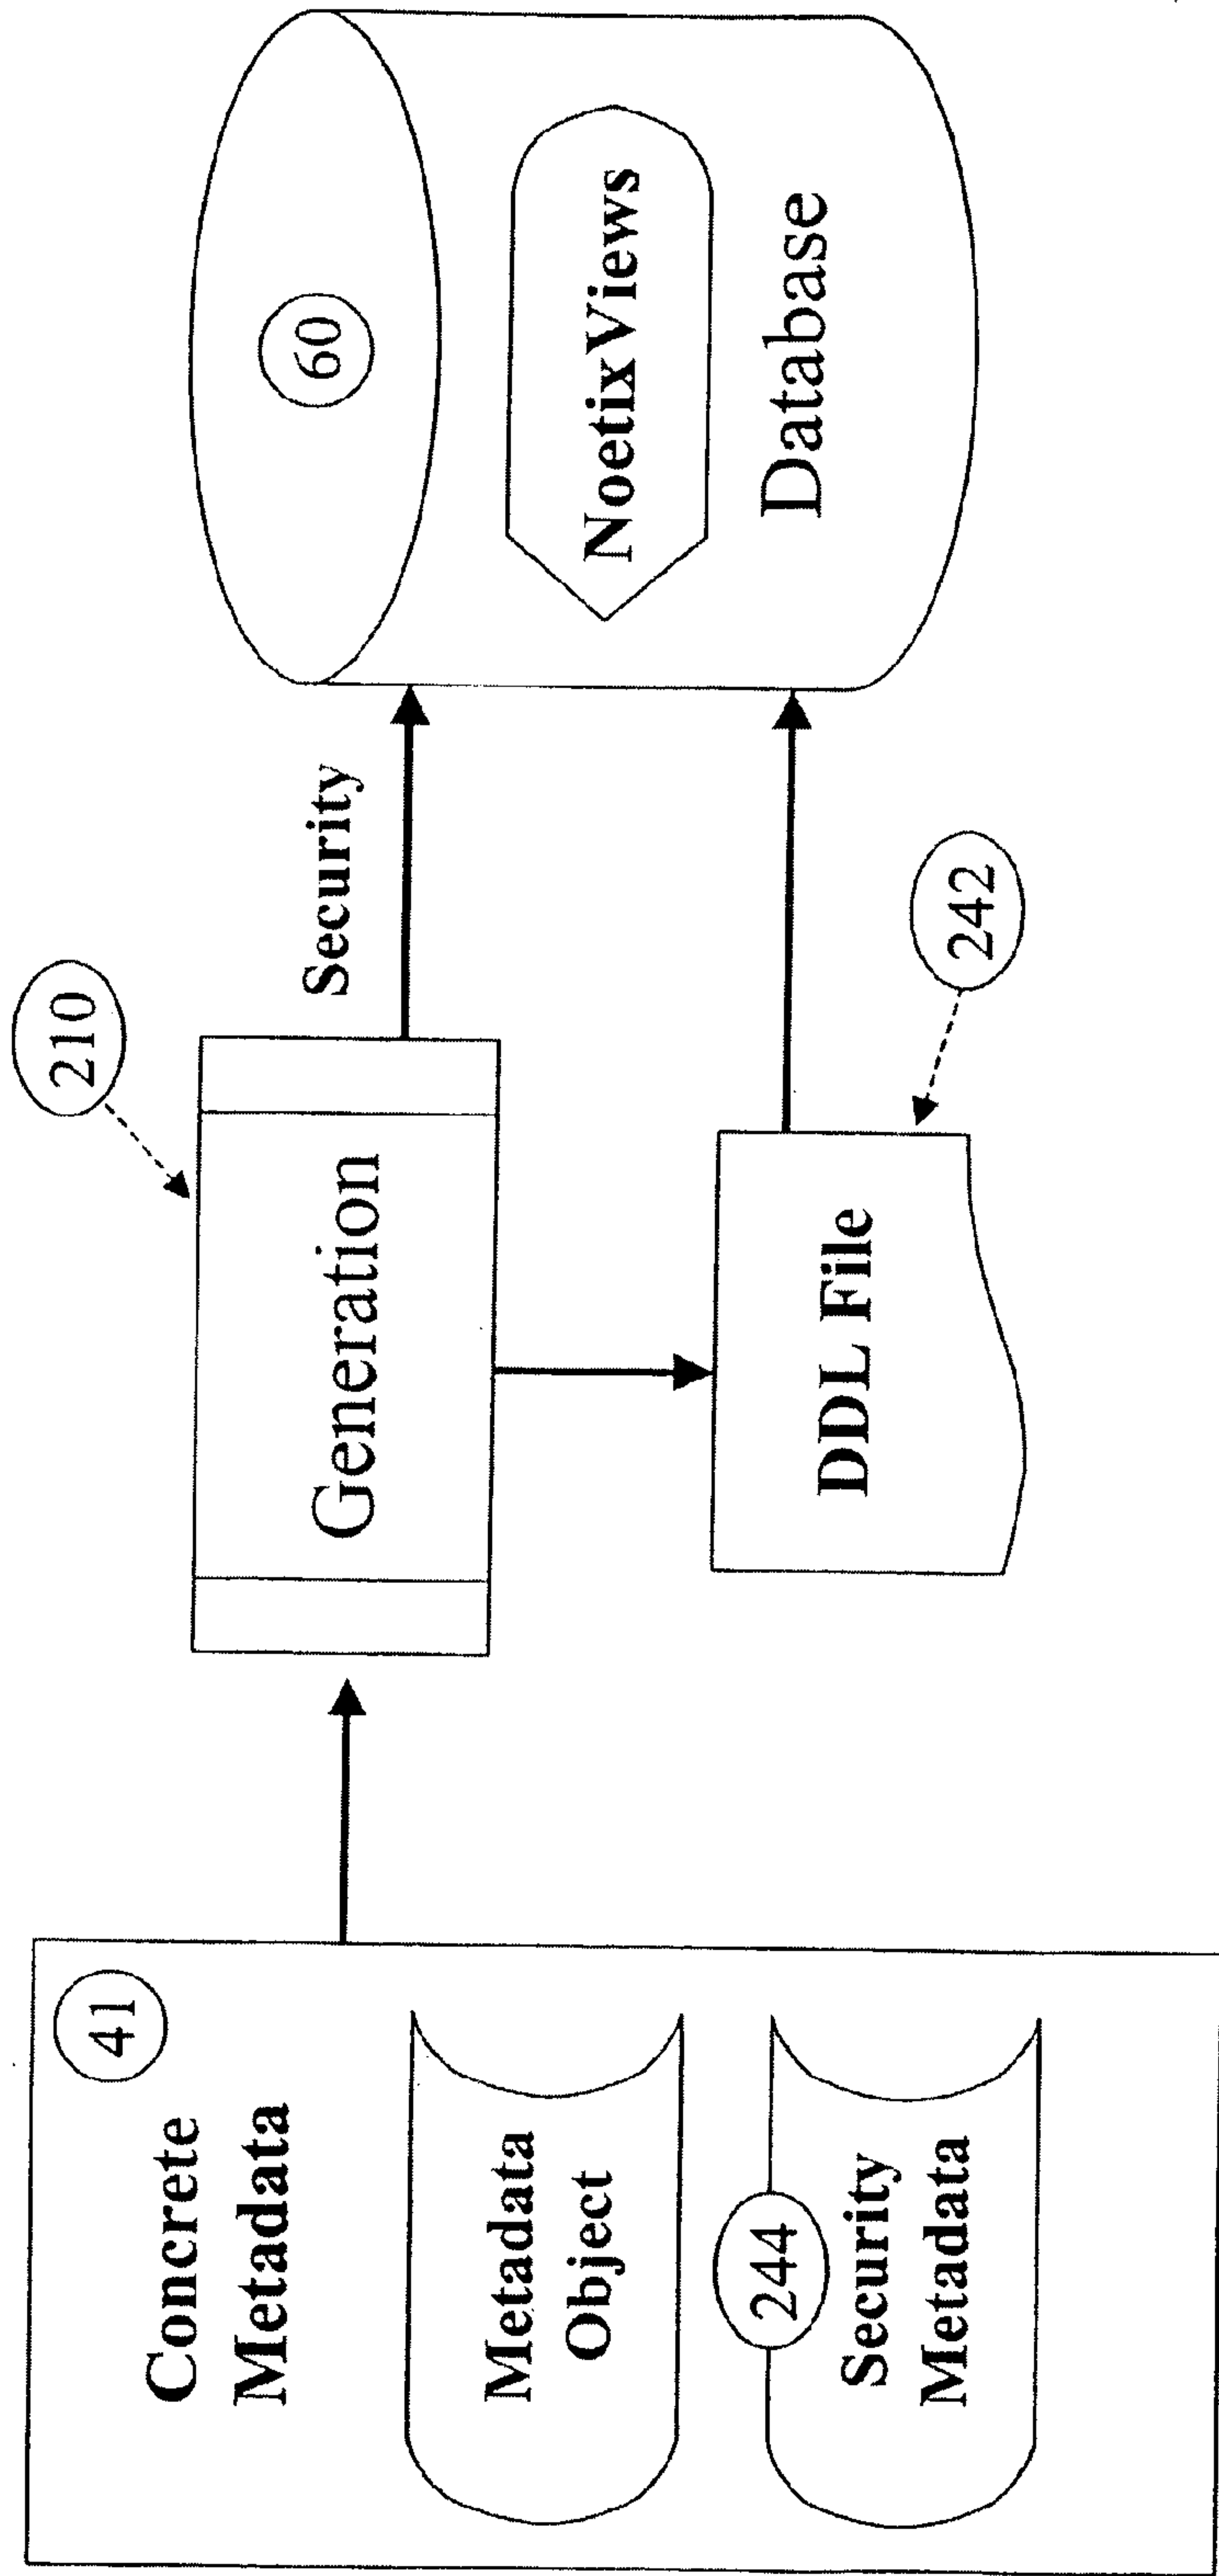 41
Concrete
Metadata
Metadata
Object
244
Security
Metadata
210
Generation
Security
DDL File
242
60
NoetixViews
Database